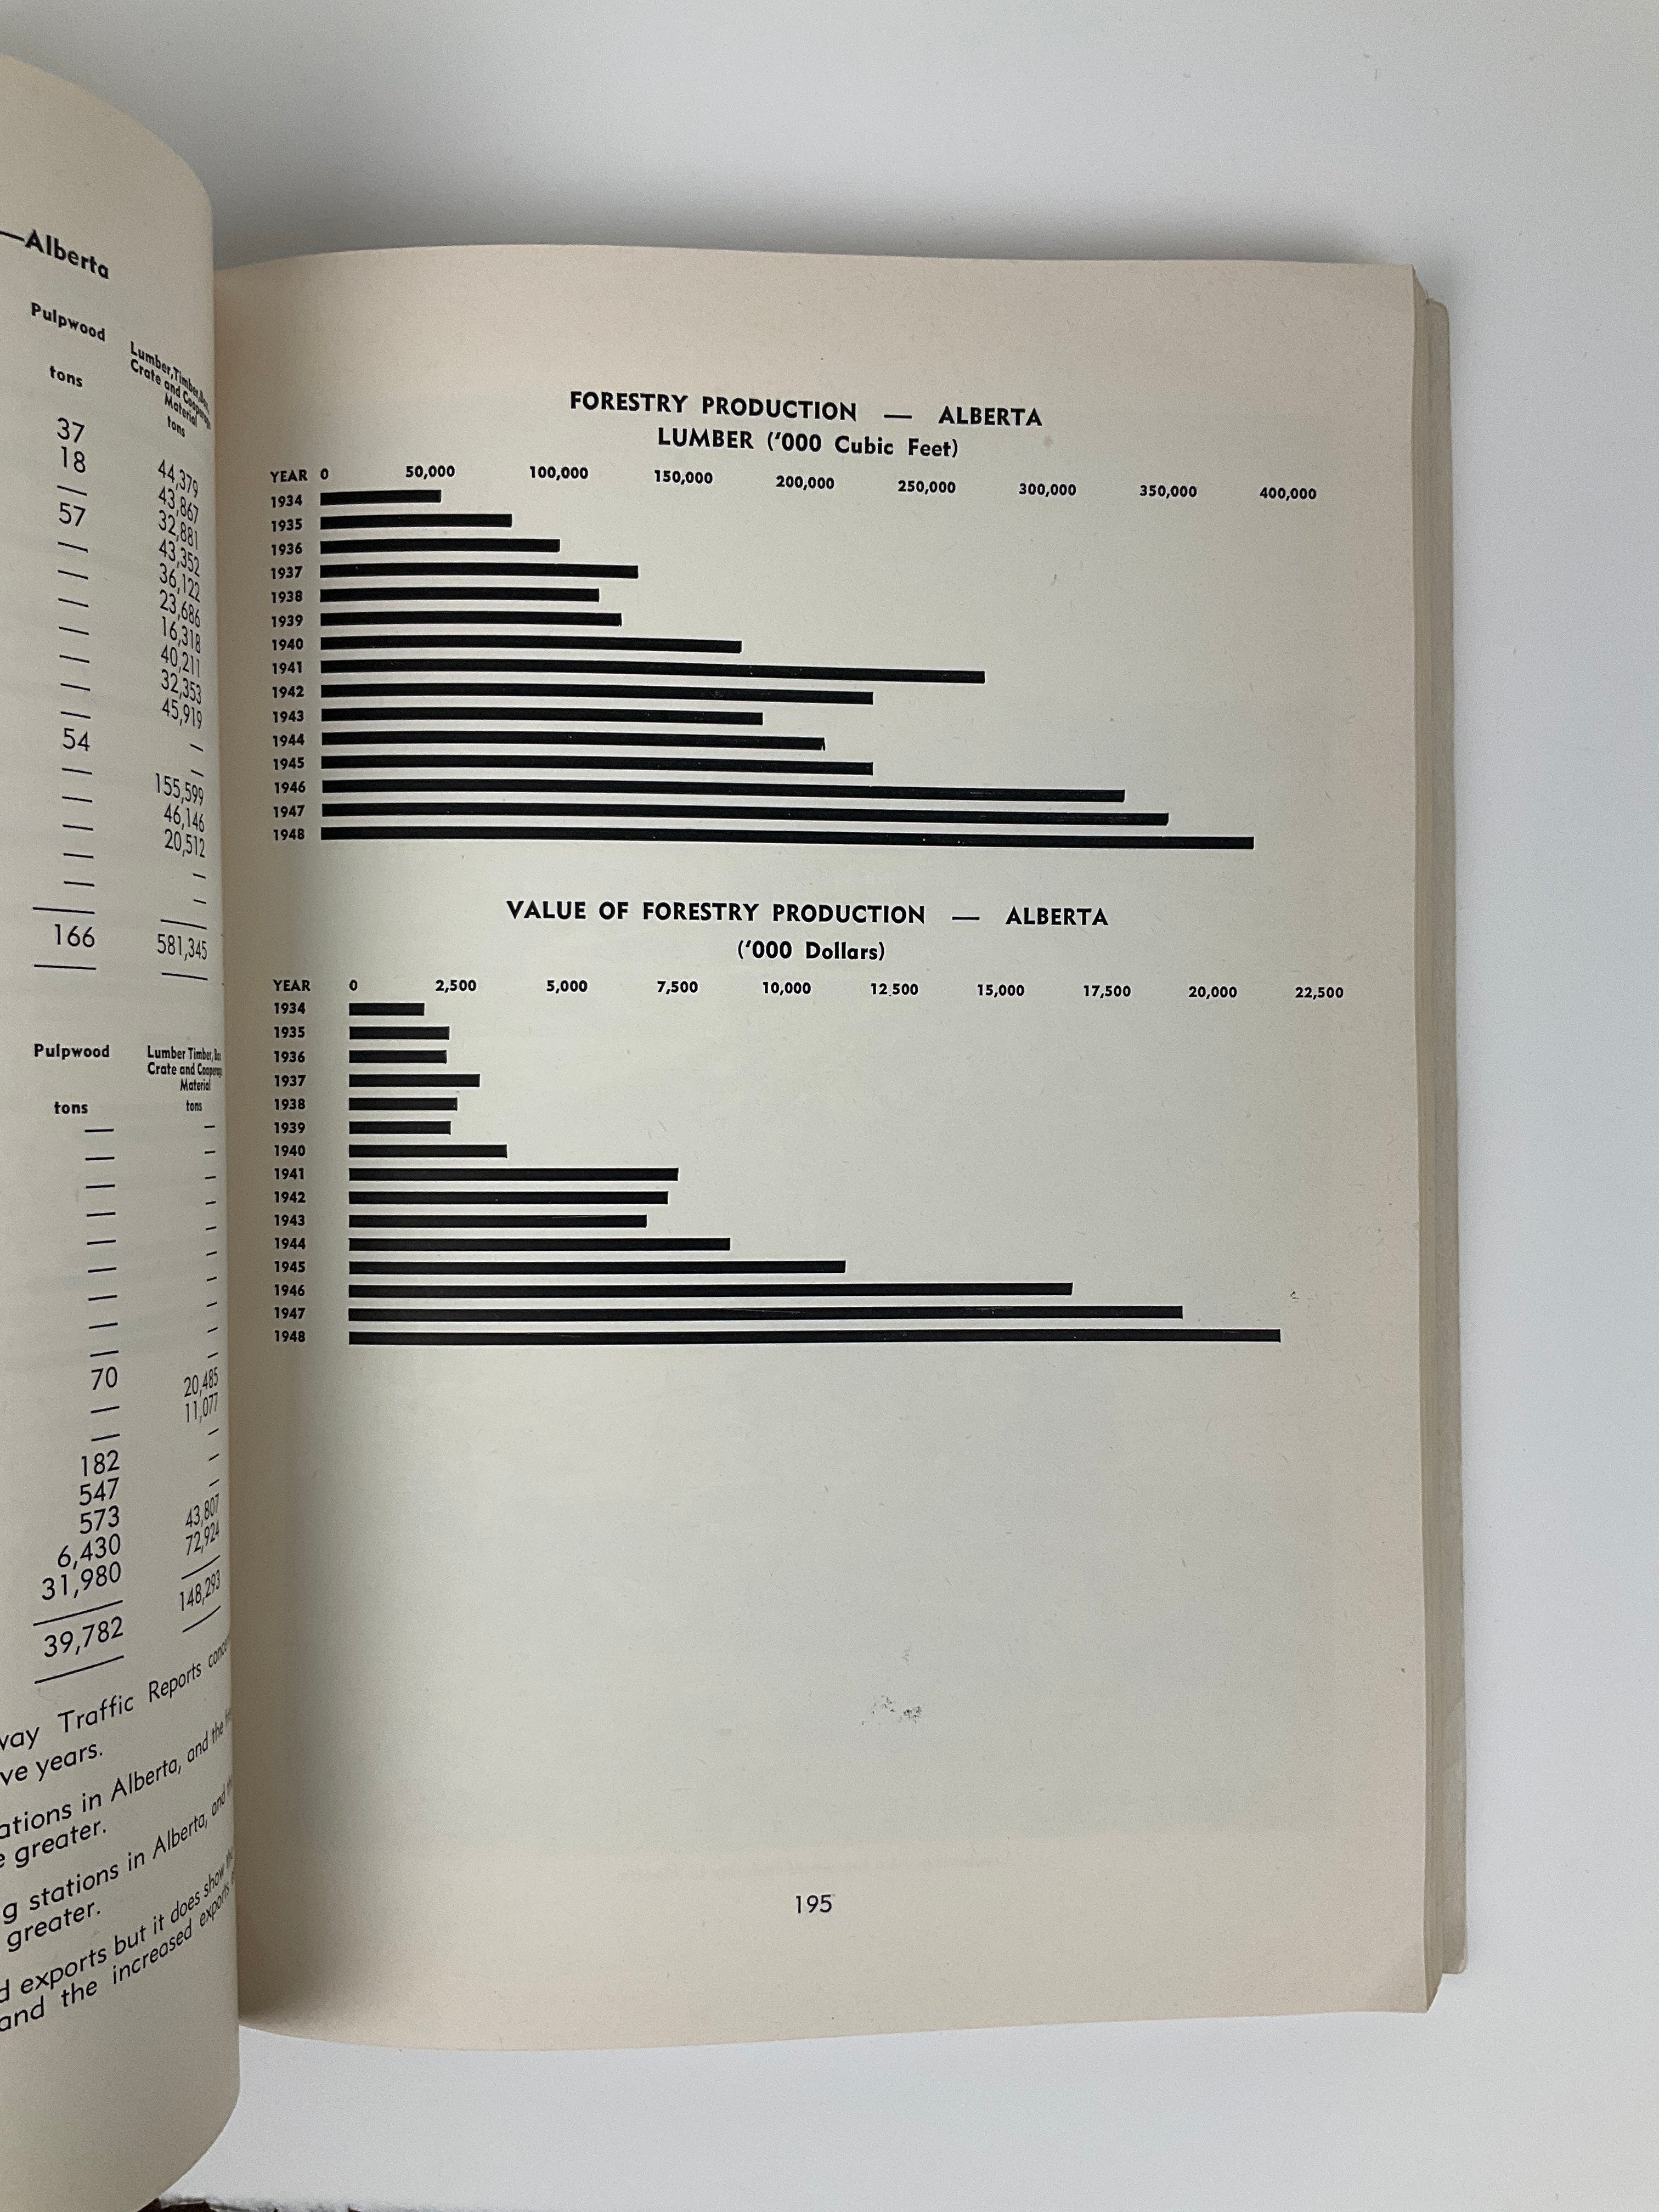 —Alberta
Pulpwood
Lumber, Timber, Box,
Crate and Cooperage
Material
tons
tons
37 44,379
18 43,867
— 32,881
57 43,352
— 36,122
— 23,686
— 16,318
— 40,211
— 32,353
— 45,919
— –
54 –
— 155,599
— 46,146
— 20,512
— –
— –
166 581,345
Pulpwood
Lumber Timber, Box
Crate and Cooperage
Material
tons
tons
— –
— –
— –
— –
— –
— –
— –
— –
— –
70 20,485
— 11,077
— –
182 –
547 –
573 43,807
6,430 72,924
31,980
39,782 148,293
way Traffic Reports
ve years.
ations in Alberta, and the
e greater.
g stations in Alberta, and
greater.
d exports but it does show
and the increased exports
FORESTRY PRODUCTION — ALBERTA
LUMBER ('000 Cubic Feet)
YEAR 0 50,000 100,000 150,000 200,000 250,000 300,000 350,000 400,000
1934
1935
1936
1937
1938
1939
1940
1941
1942
1943
1944
1945
1946
1947
1948
VALUE OF FORESTRY PRODUCTION — ALBERTA
('000 Dollars)
YEAR 0 2,500 5,000 7,500 10,000 12,500 15,000 17,500 20,000 22,500
1934
1935
1936
1937
1938
1939
1940
1941
1942
1943
1944
1945
1946
1947
1948
195